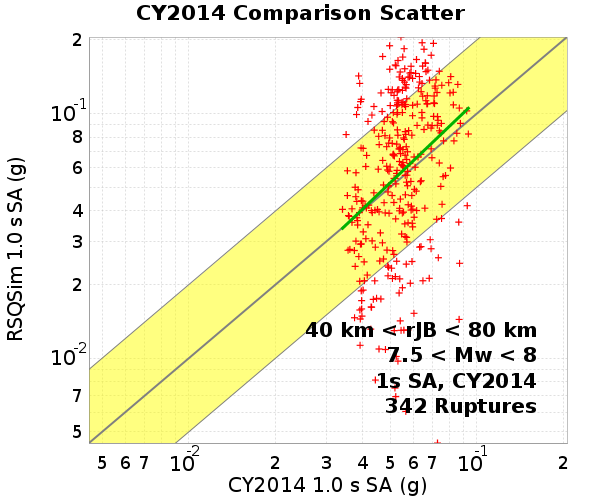 CY2014 Comparison Scatter
RSQSim 1.0 s SA (g)
2
10⁻¹
8
6
4
3
2
10⁻²
7
5
40 km < rJB < 80 km
7.5 < Mw < 8
1s SA, CY2014
342 Ruptures
5 6 7 10⁻² 2 3 4 5 6 7 10⁻¹ 2
CY2014 1.0 s SA (g)